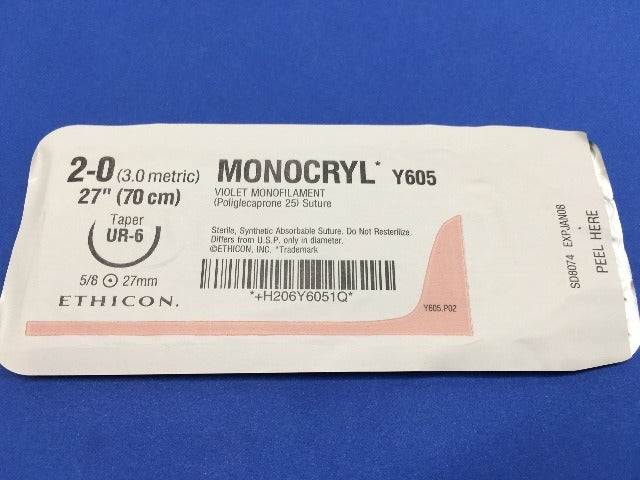 2-0 (3.0 metric)
27" (70 cm)
Taper
UR-6
5/8 27mm
ETHICON.
MONOCRYL* Y605
VIOLET MONOFILAMENT
(Poliglecaprone 25) Suture
Sterile, Synthetic Absorbable Suture. Do Not Resterilize.
Differs from U.S.P. only in diameter.
©ETHICON, INC. *Trademark
*+H206Y6051Q*
Y605.P02
SD8074 EXPJAN08
PEEL HERE